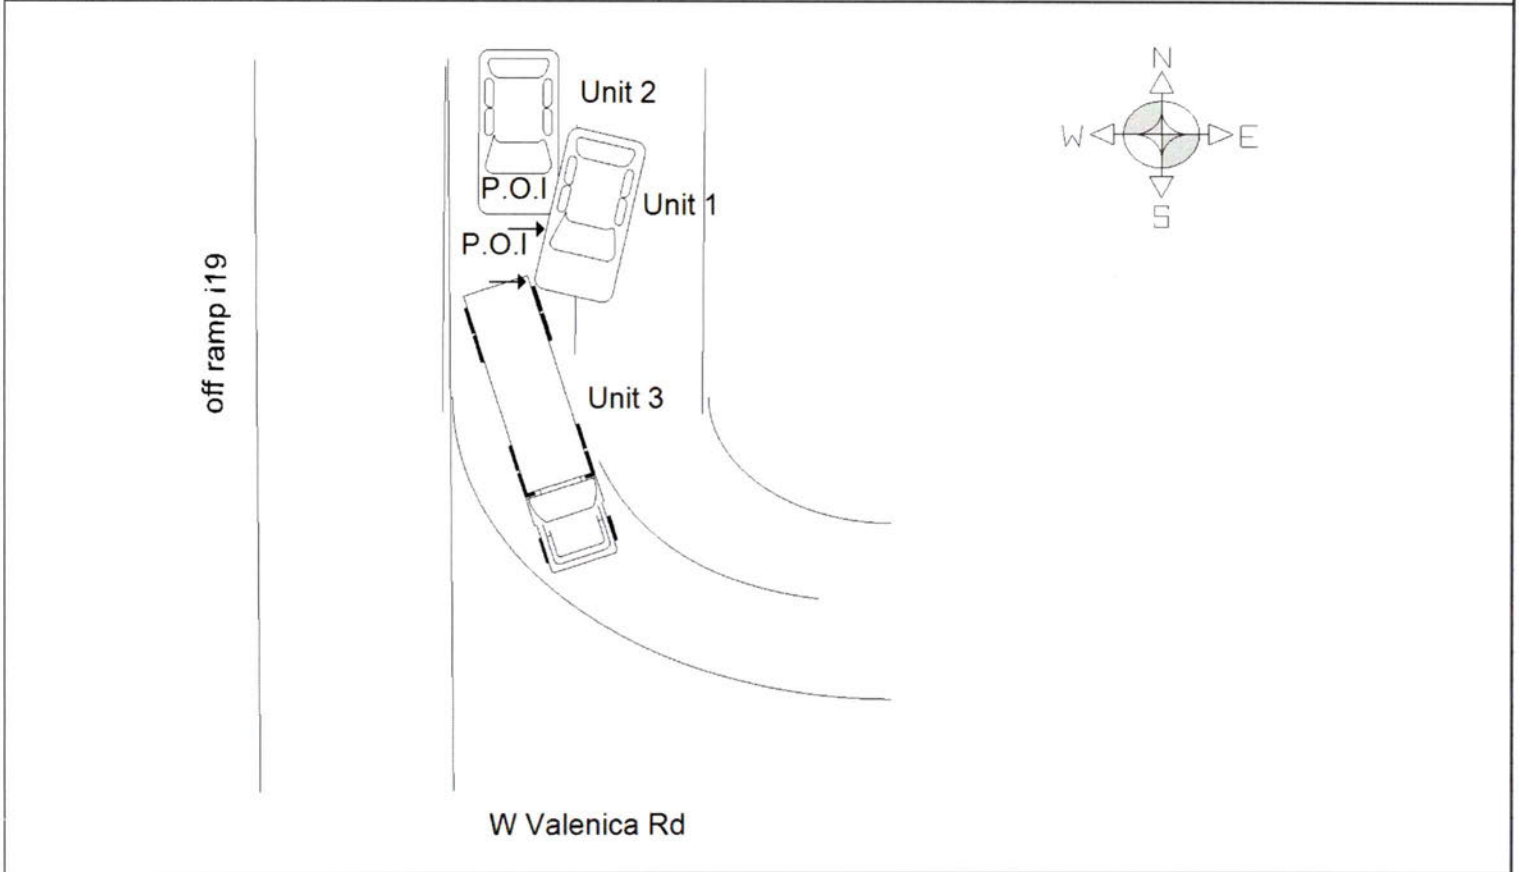 N
Unit 2
W
E
P.O.I
Unit 1
S
P.O.I
off ramp i19
Unit 3
W Valenica Rd